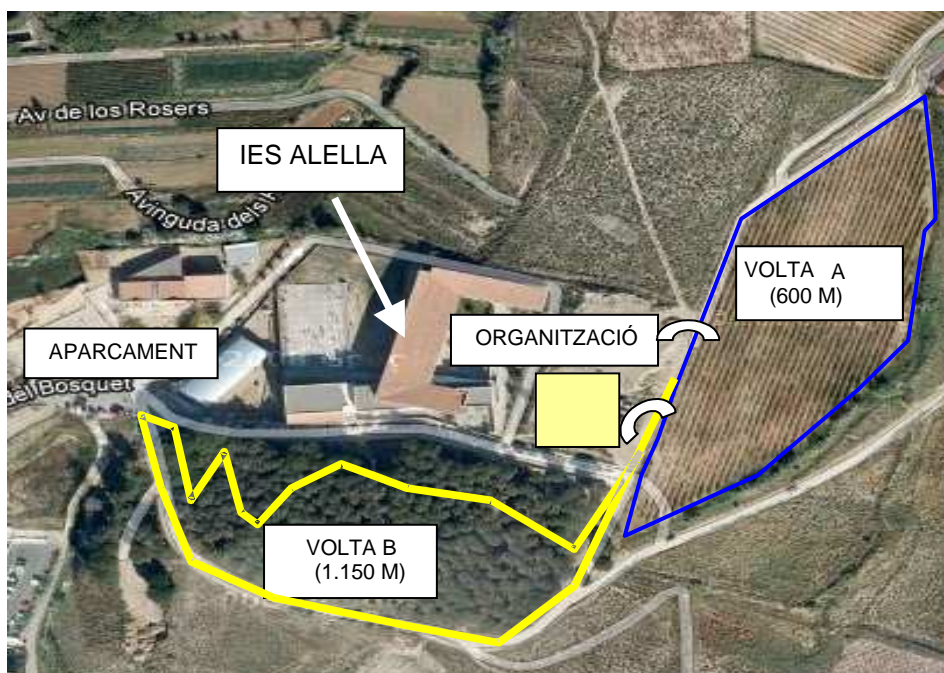 Av de los Rosers
IES ALELLA
Avinguda dels
VOLTA A
(600 M)
ORGANITZACIÓ
APARCAMENT
del Bosquet
VOLTA B
(1.150 M)